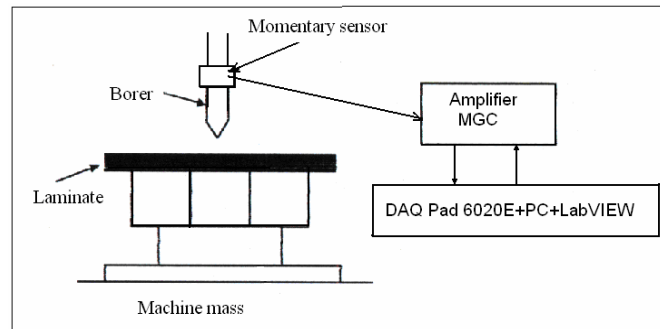 Momentary sensor
Borer
Amplifier
MGC
Laminate
DAQ Pad 6020E+PC+LabVIEW
Machine mass